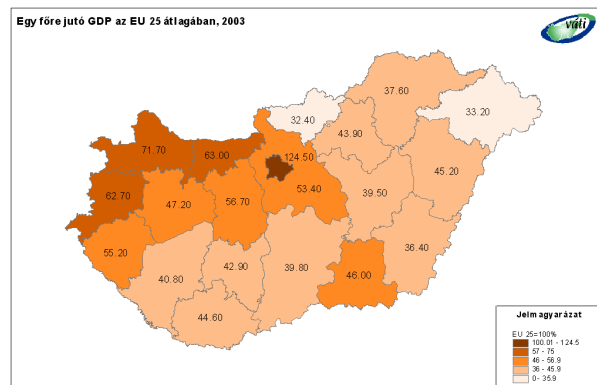 Egy főre jutó GDP az EU 25 átlagában, 2003
váti
37.60
33.20
32.40
43.90
71.70
63.00
124.50
45.20
62.70
47.20
56.70
53.40
39.50
55.20
36.40
40.80
42.90
39.80
46.00
44.60
Jelmagyarázat
EU 25=100%
100.01 - 124.5
57 - 75
46 - 56.9
36 - 45.9
0 - 35.9